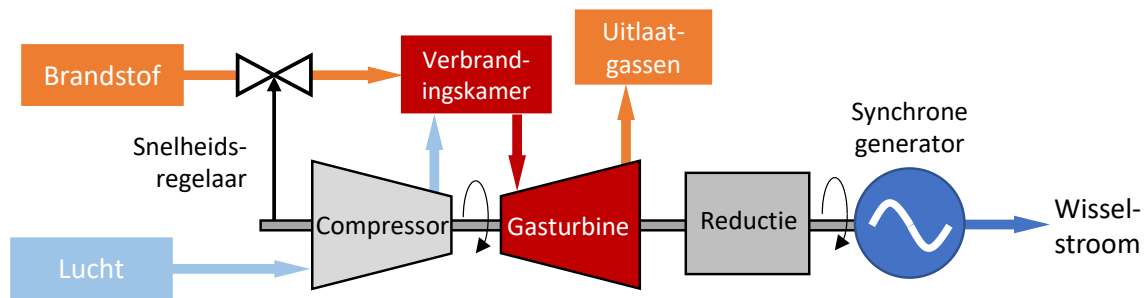 Brandstof
Verbrand-
ingskamer
Uitlaat-
gassen
Synchrone
generator
Snelheids-
regelaar
Compressor
Gasturbine
Reductie
Wissel-
stroom
Lucht